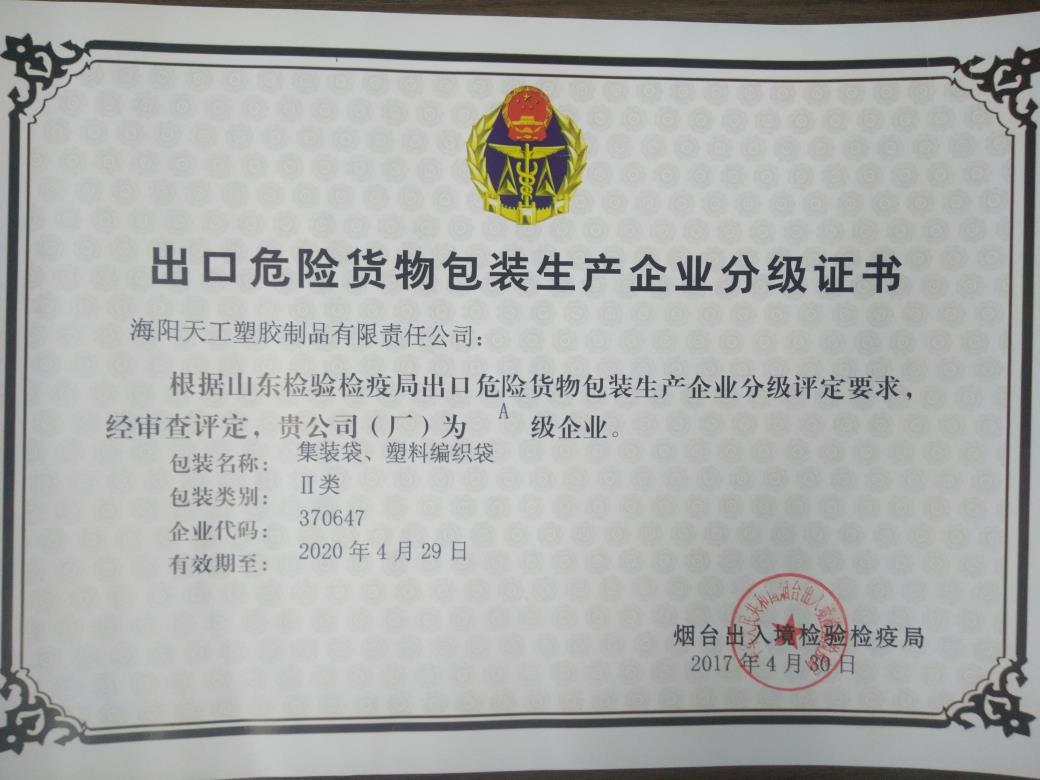 出口危险货物包装生产企业分级证书
海阳天工塑胶制品有限责任公司：
根据山东检验检疫局出口危险货物包装生产企业分级评定要求，
经审查评定，贵公司（厂）为 A 级企业。
包装名称： 集装袋、塑料编织袋
包装类别： Ⅱ类
企业代码： 370647
有效期至： 2020年4月29日
烟台出入境检验检疫局
2017年4月30日